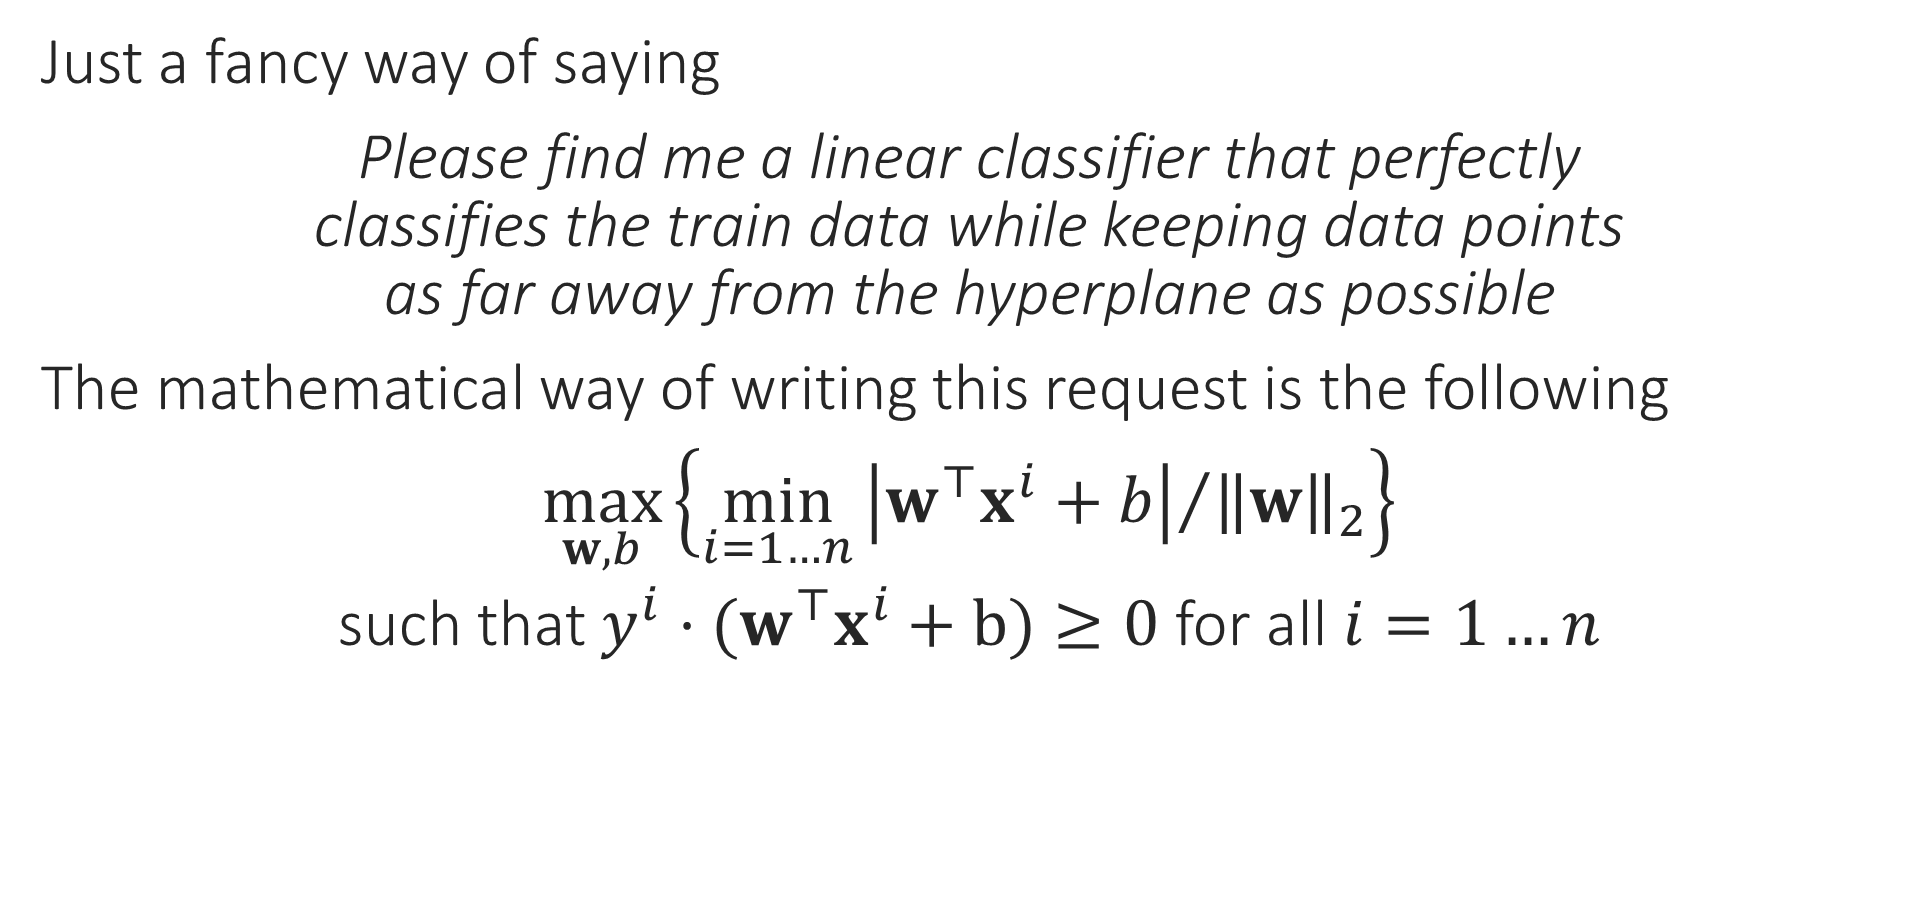 Just a fancy way of saying
Please find me a linear classifier that perfectly
classifies the train data while keeping data points
as far away from the hyperplane as possible
The mathematical way of writing this request is the following
max_{𝐰,b} { min_{i=1…n} |𝐰^⊤𝐱^i + b|/‖𝐰‖_2 }
such that y^i · (𝐰^⊤𝐱^i + b) ≥ 0 for all i = 1 … n